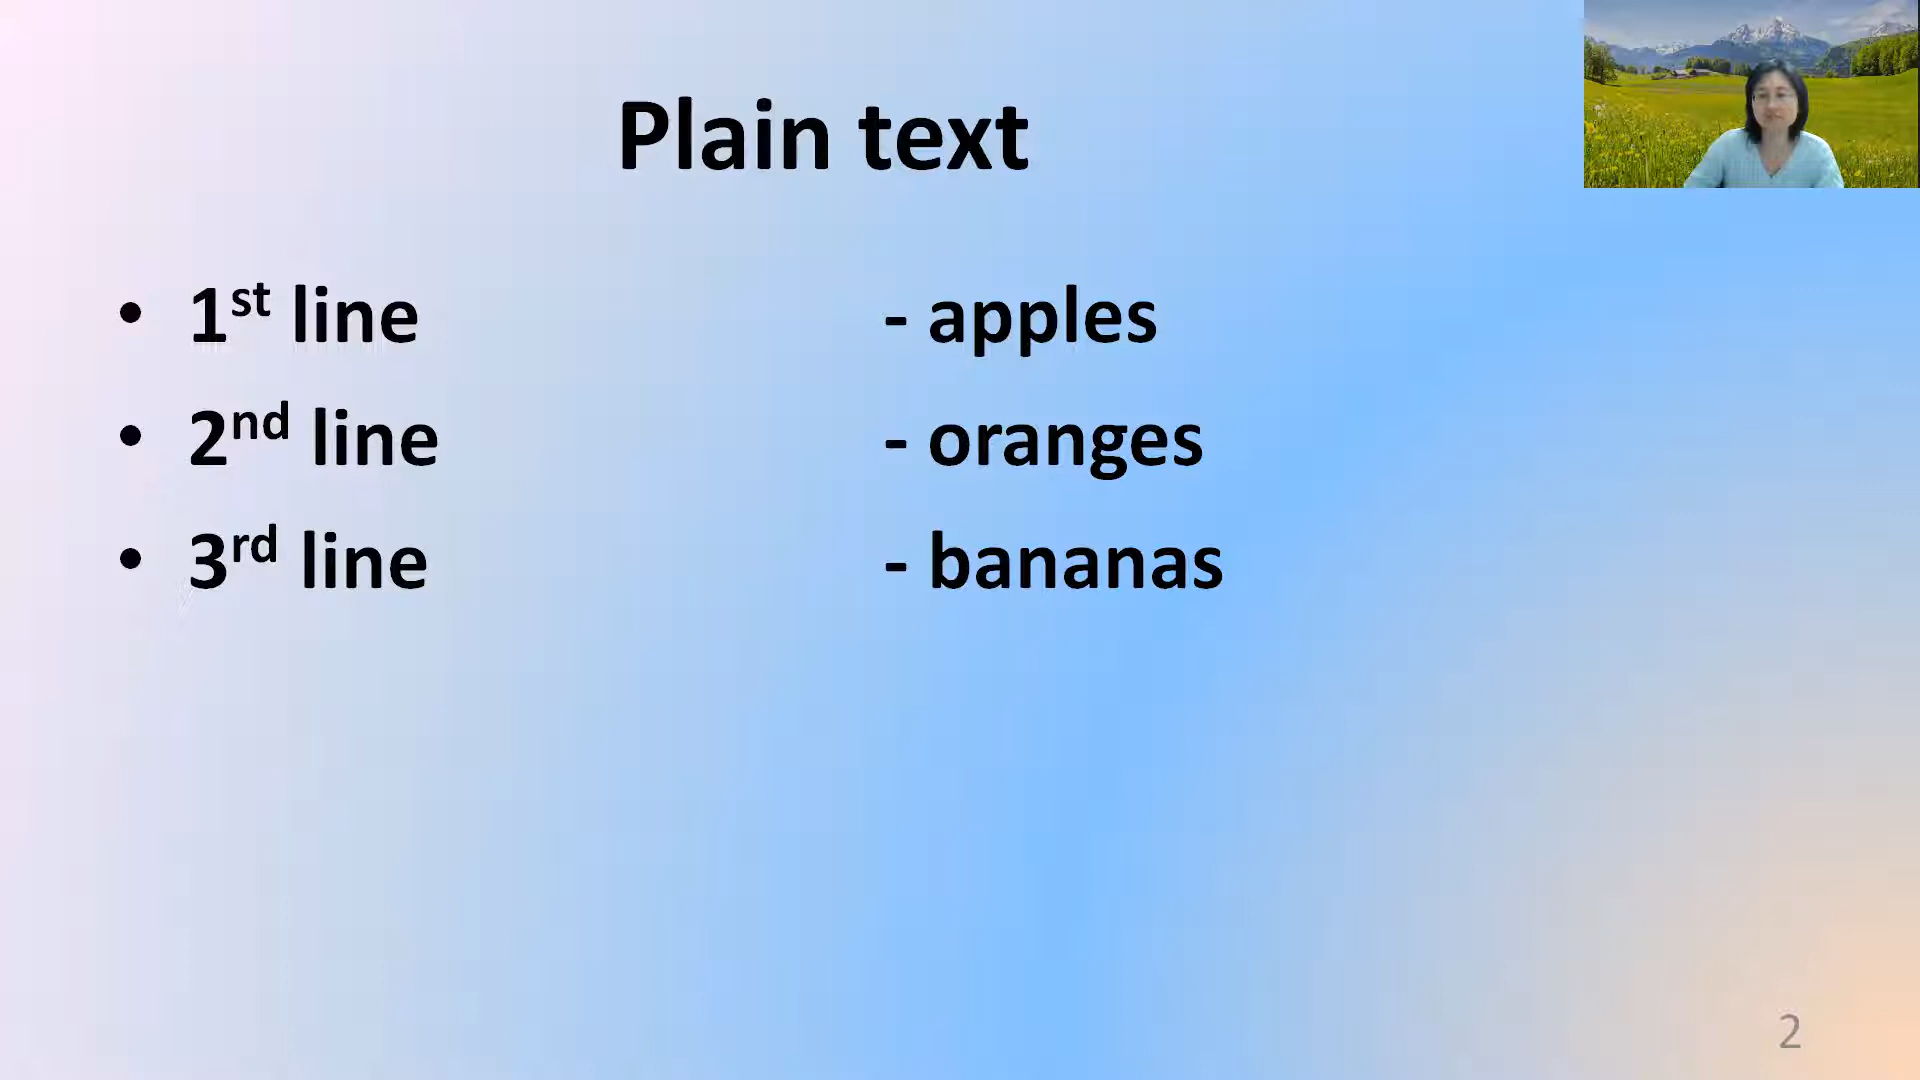 Plain text
• 1st line - apples
• 2nd line - oranges
• 3rd line - bananas
2